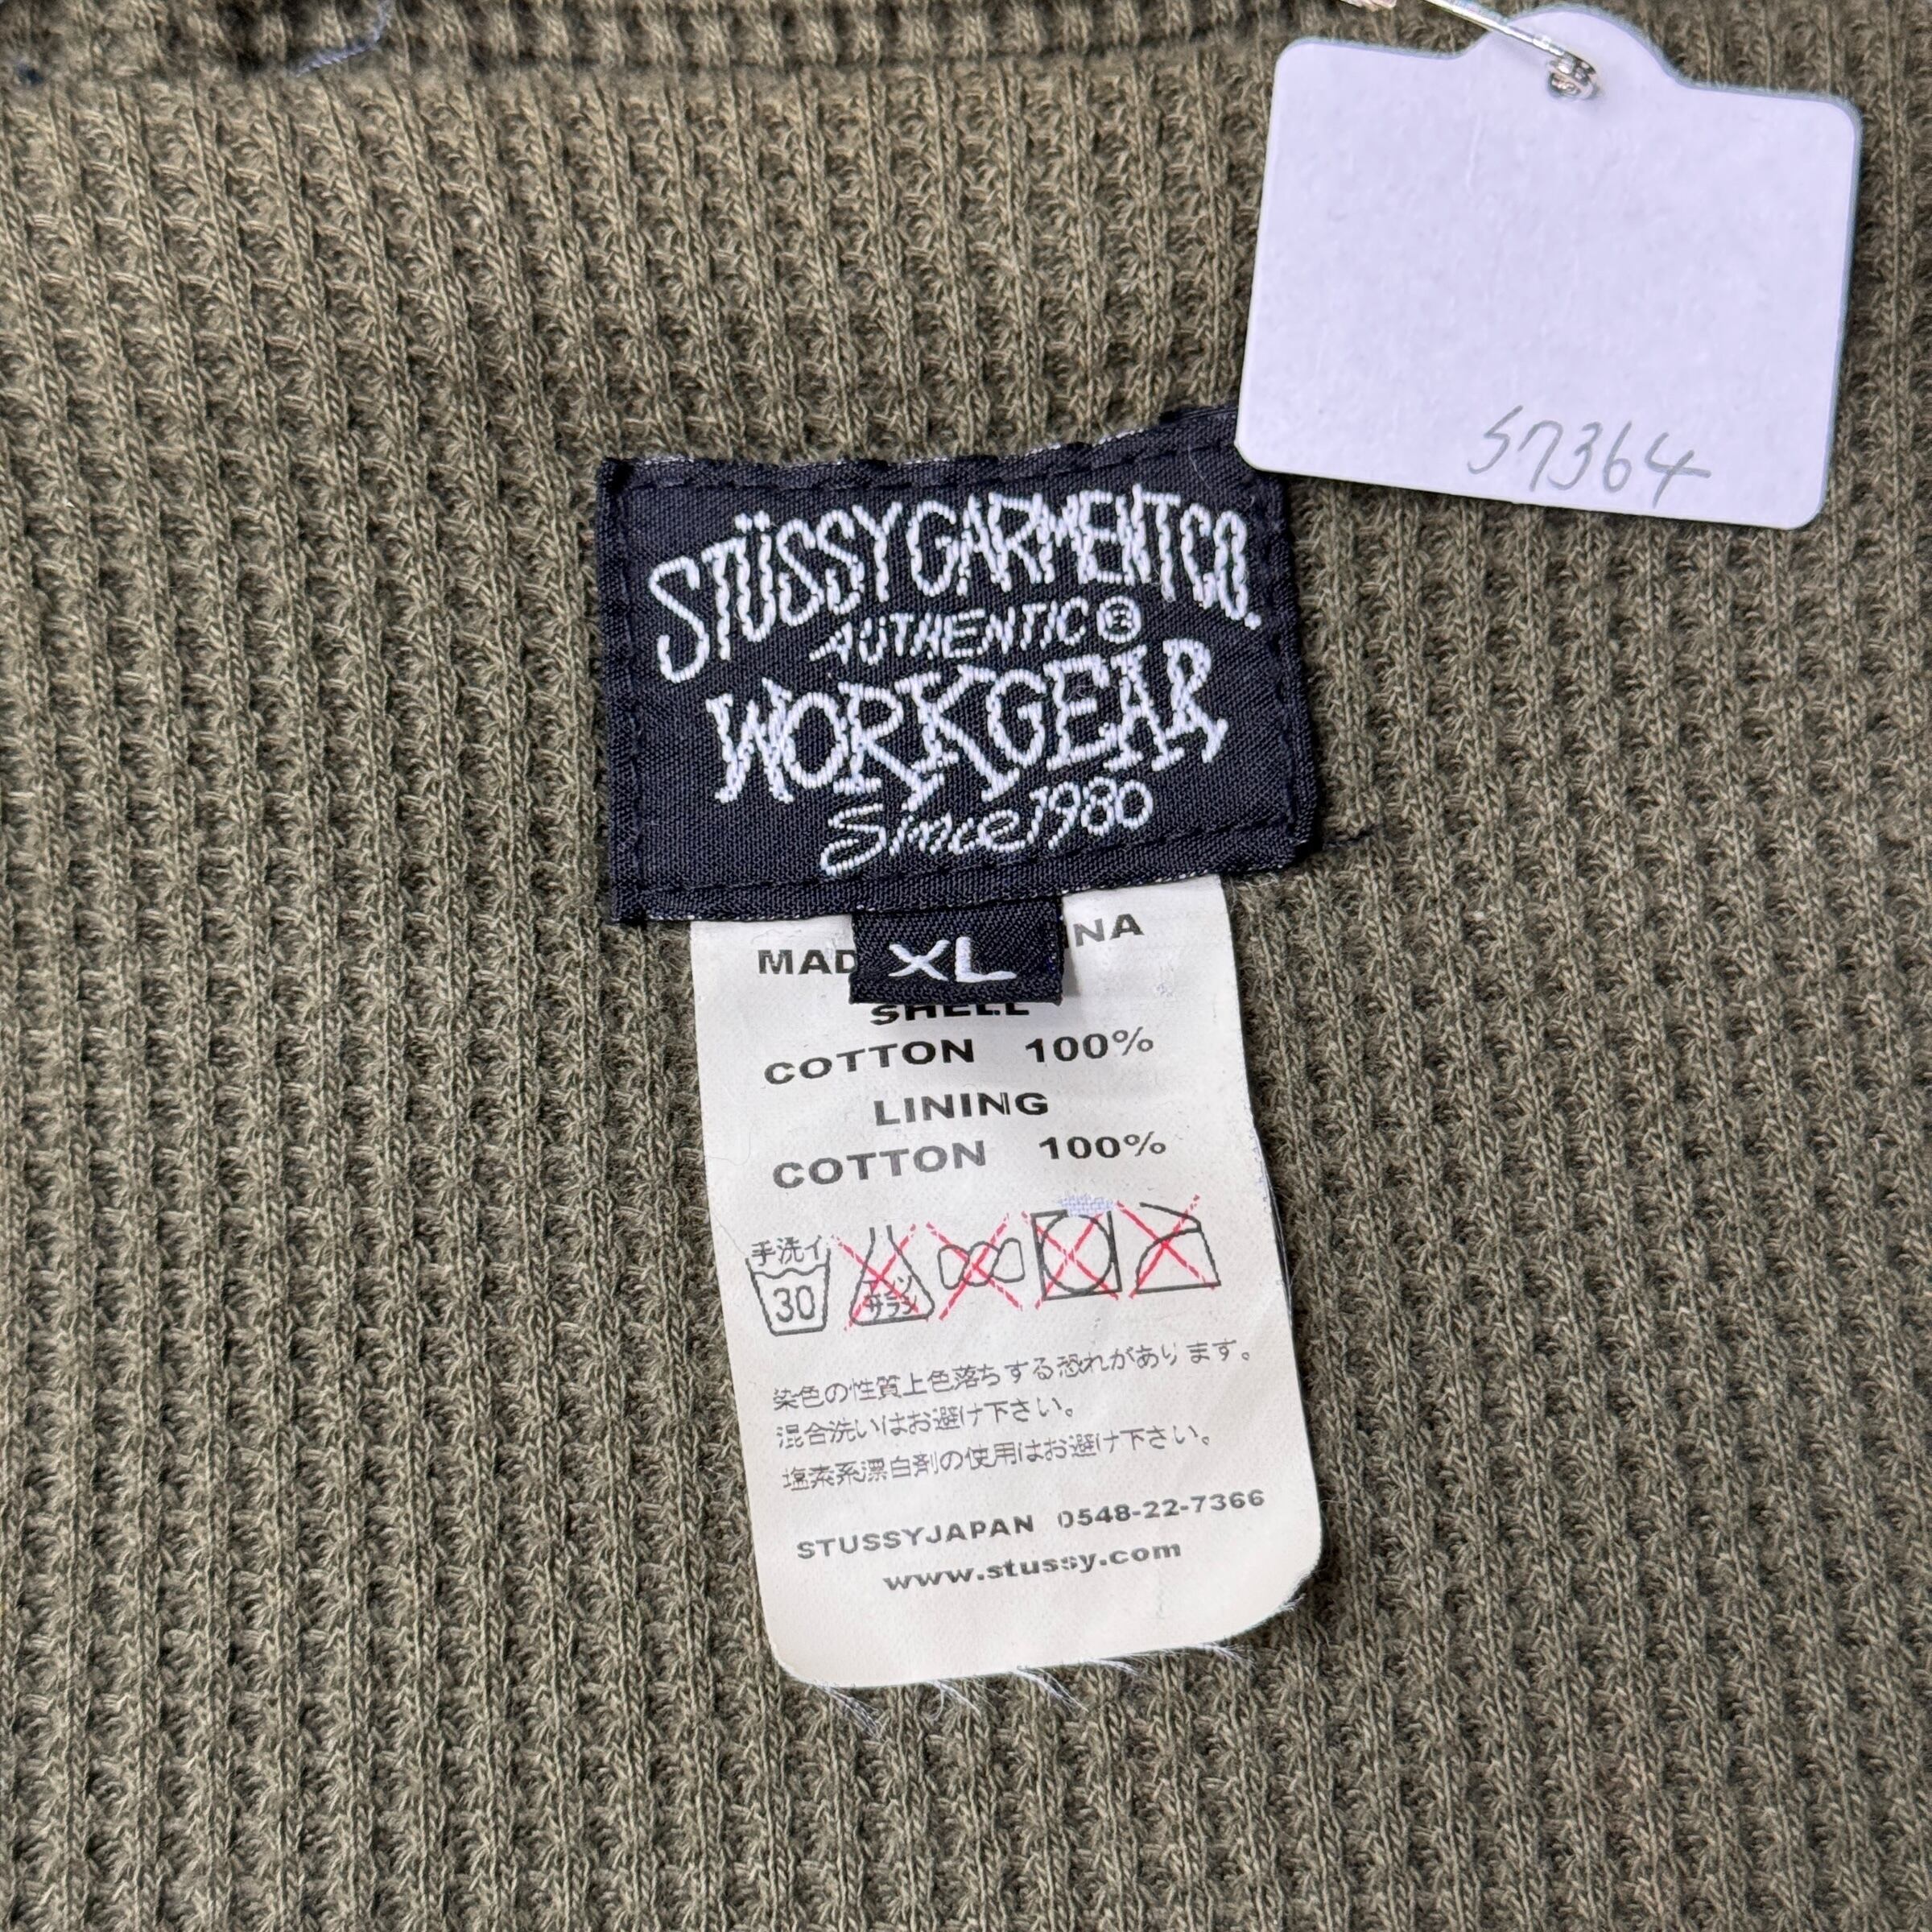 57364
STÜSSY GARMENT CO.
AUTHENTIC®
WORKGEAR
Since 1980
XL
MAD NA
SHELL
COTTON 100%
LINING
COTTON 100%
手洗イ
30
サラシ
染色の性質上色落ちする恐れがあります。
混合洗いはお避け下さい。
塩素系漂白剤の使用はお避け下さい。
STUSSYJAPAN 0548-22-7366
www.stussy.com